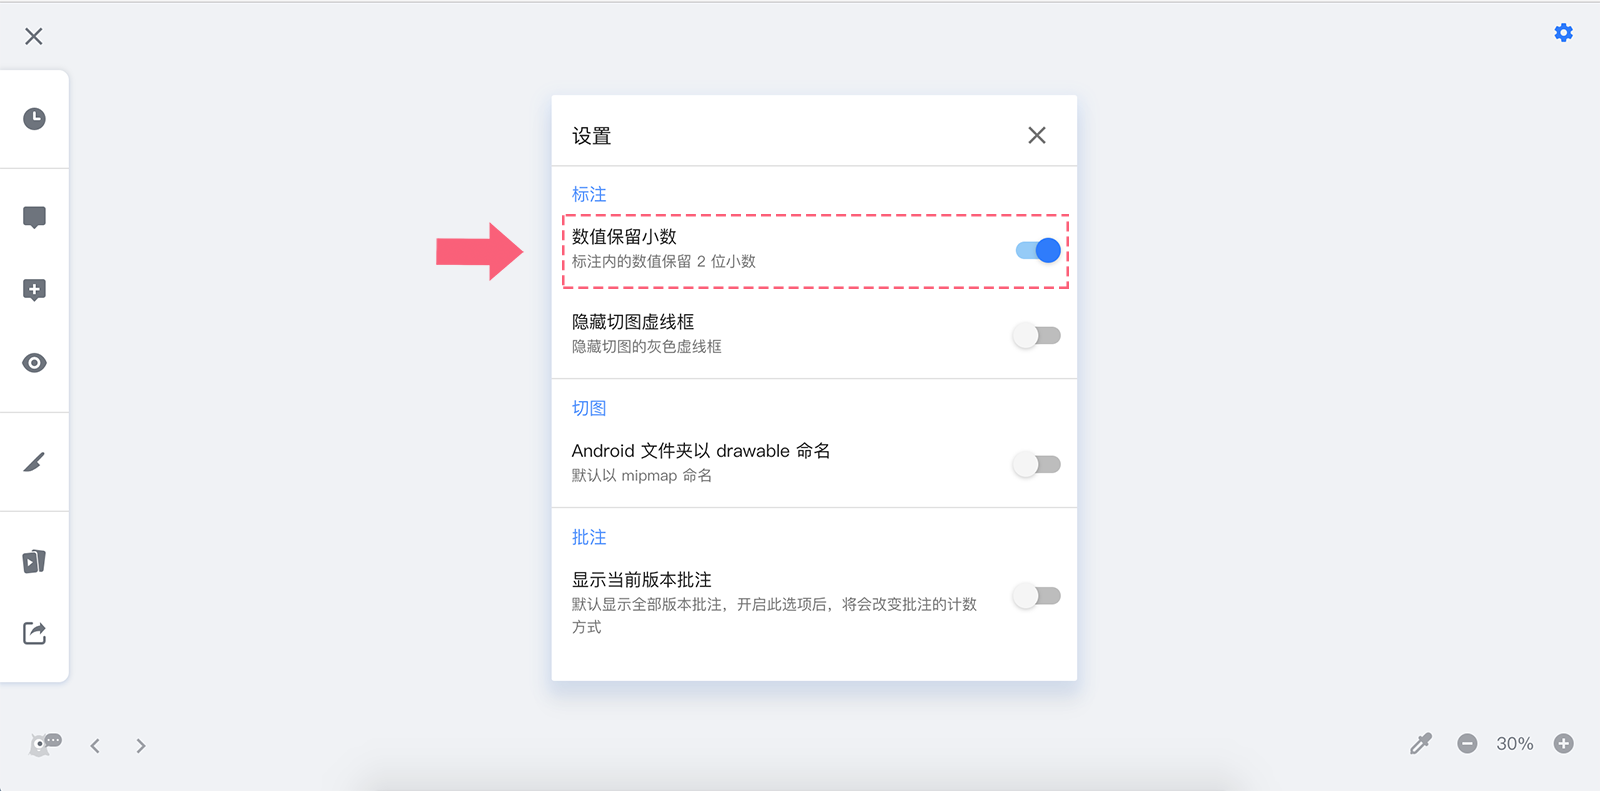 设置
标注
数值保留小数
标注内的数值保留 2 位小数
隐藏切图虚线框
隐藏切图的灰色虚线框
切图
Android 文件夹以 drawable 命名
默认以 mipmap 命名
批注
显示当前版本批注
默认显示全部版本批注，开启此选项后，将会改变批注的计数
方式
30%